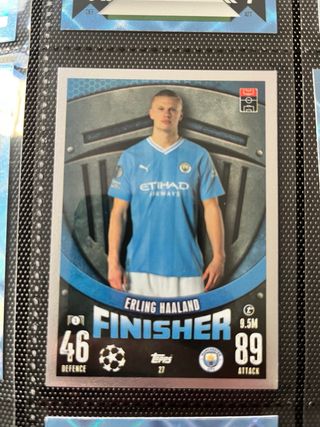 ETIHAD
AIRWAYS
ERLING HAALAND
FINISHER
46
DEFENCE
9.5M
89
ATTACK
Topps
27